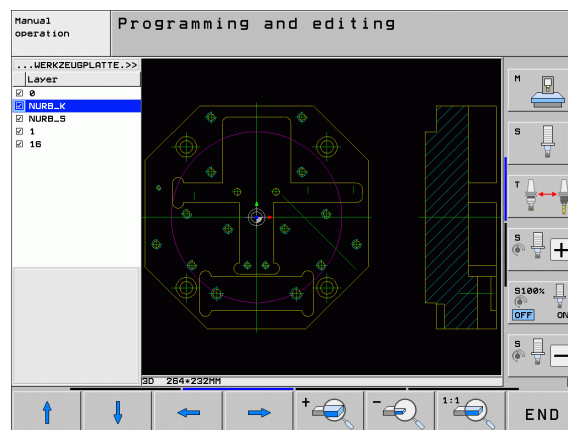 Manual
operation
Programming and editing
...WERKZEUGPLATTE.>>
Layer
0
NURB_K
NURB_S
1
16
3D 264*232MM
M
S
T
S
S100%
OFF ON
S
+
-
1:1
END